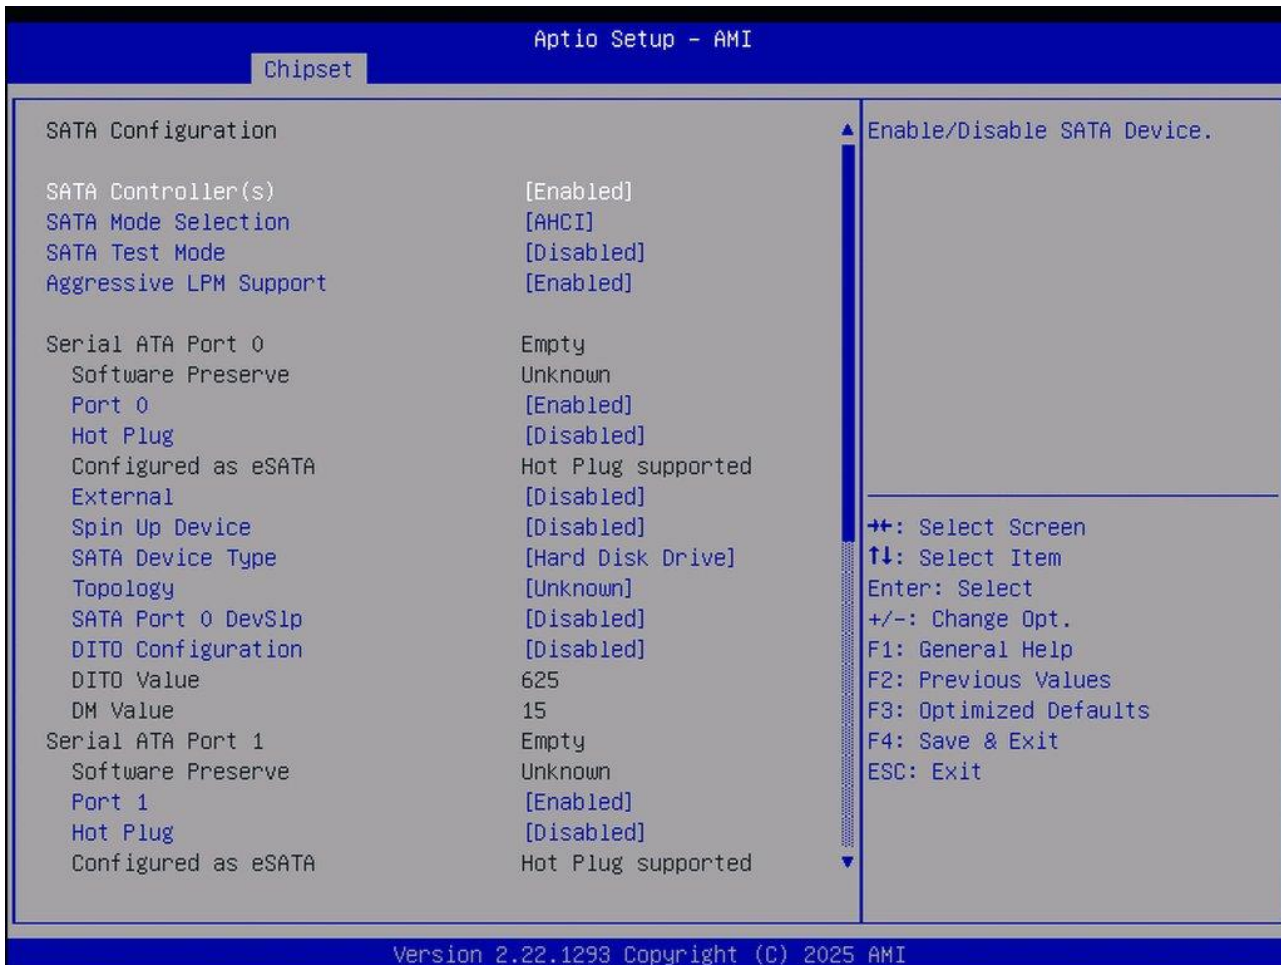 Aptio Setup – AMI
Chipset
SATA Configuration
SATA Controller(s) [Enabled]
SATA Mode Selection [AHCI]
SATA Test Mode [Disabled]
Aggressive LPM Support [Enabled]
Serial ATA Port 0 Empty
Software Preserve Unknown
Port 0 [Enabled]
Hot Plug [Disabled]
Configured as eSATA Hot Plug supported
External [Disabled]
Spin Up Device [Disabled]
SATA Device Type [Hard Disk Drive]
Topology [Unknown]
SATA Port 0 DevSlp [Disabled]
DITO Configuration [Disabled]
DITO Value 625
DM Value 15
Serial ATA Port 1 Empty
Software Preserve Unknown
Port 1 [Enabled]
Hot Plug [Disabled]
Configured as eSATA Hot Plug supported
Enable/Disable SATA Device.
→←: Select Screen
↑↓: Select Item
Enter: Select
+/-: Change Opt.
F1: General Help
F2: Previous Values
F3: Optimized Defaults
F4: Save & Exit
ESC: Exit
Version 2.22.1293 Copyright (C) 2025 AMI